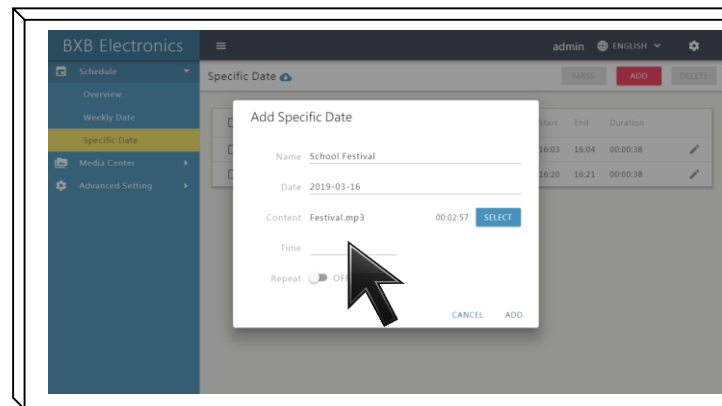 BXB Electronics
admin ENGLISH
Schedule
Overview
Weekly Date
Specific Date
Media Center
Advanced Setting
Specific Date
MASS ADD DELETE
Start End Duration
16:03 16:04 00:00:38
16:20 16:21 00:00:38
Add Specific Date
Name School Festival
Date 2019-03-16
Content Festival.mp3 00:02:57 SELECT
Time
Repeat OFF
CANCEL ADD